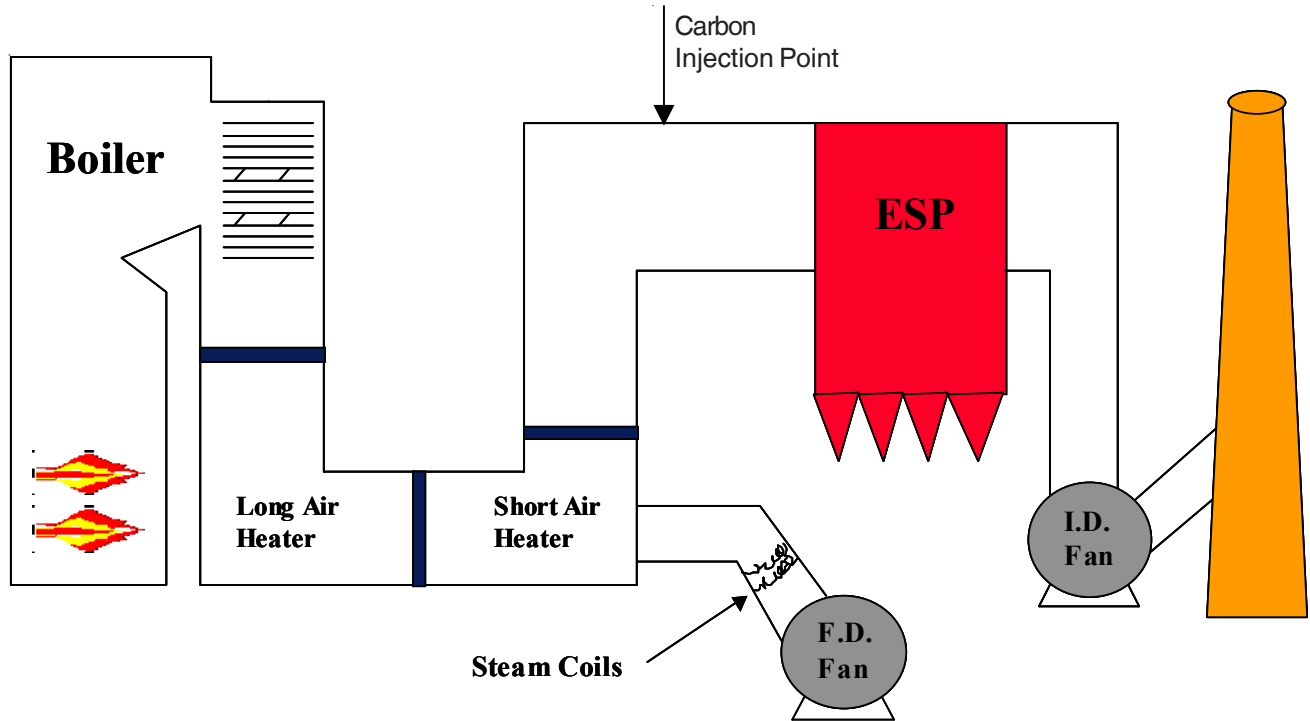 Carbon
Injection Point
Boiler
ESP
Long Air
Heater
Short Air
Heater
I.D.
Fan
F.D.
Fan
Steam Coils